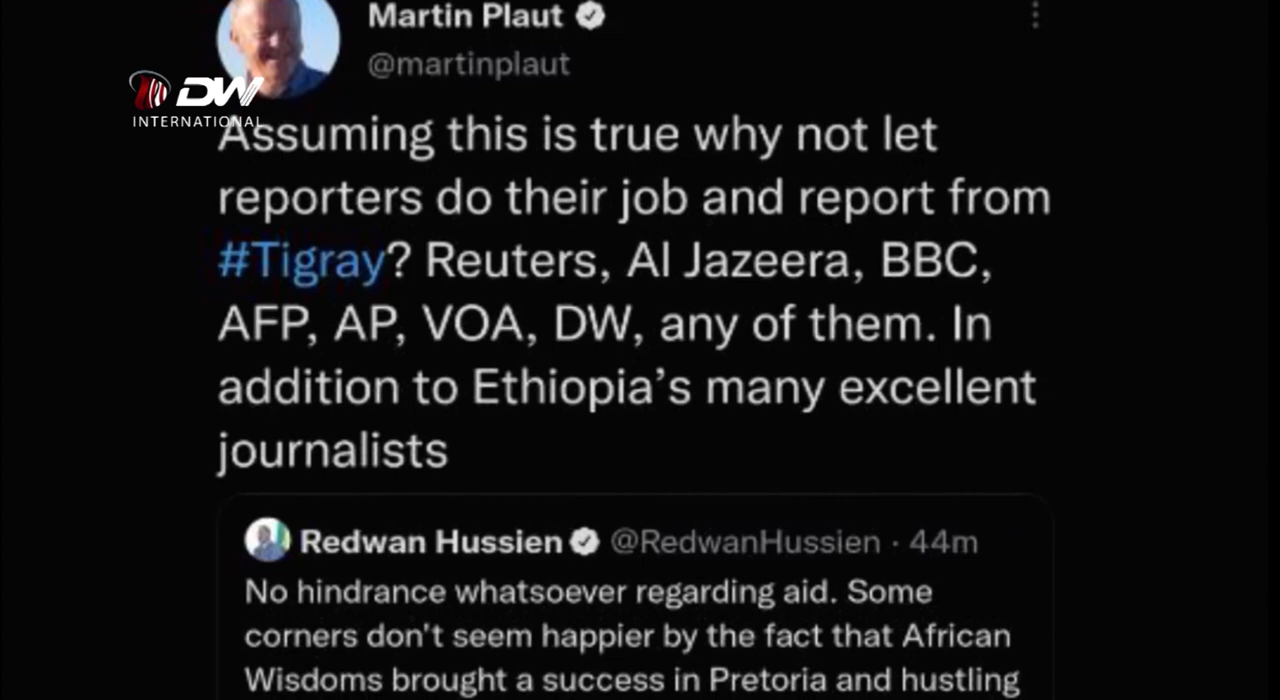 Martin Plaut
@martinplaut
DW
INTERNATIONAL
Assuming this is true why not let
reporters do their job and report from
#Tigray? Reuters, Al Jazeera, BBC,
AFP, AP, VOA, DW, any of them. In
addition to Ethiopia’s many excellent
journalists
Redwan Hussien @RedwanHussien · 44m
No hindrance whatsoever regarding aid. Some
corners don't seem happier by the fact that African
Wisdoms brought a success in Pretoria and hustling